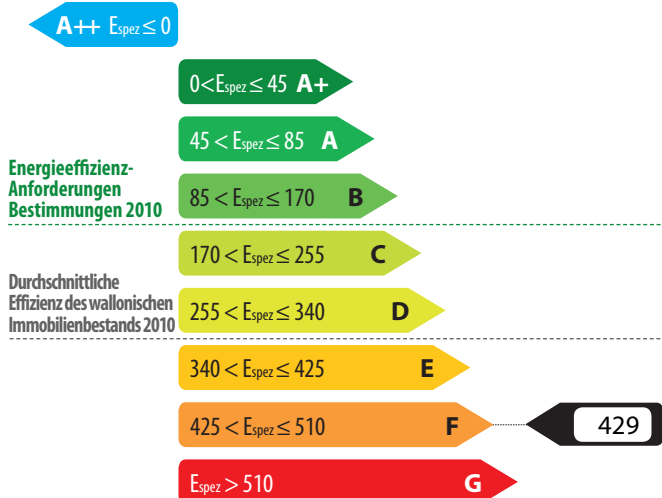 A++ Espez ≤ 0
0<Espez ≤ 45 A+
45 < Espez ≤ 85 A
Energieeffizienz-
Anforderungen
Bestimmungen 2010
85 < Espez ≤ 170 B
170 < Espez ≤ 255 C
Durchschnittliche
Effizienz des wallonischen
Immobilienbestands 2010
255 < Espez ≤ 340 D
340 < Espez ≤ 425 E
425 < Espez ≤ 510 F
429
Espez > 510 G